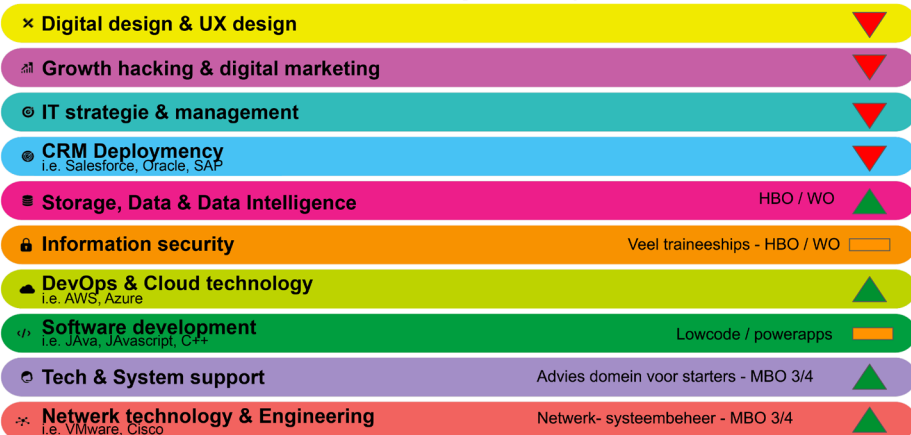 Digital design & UX design
Growth hacking & digital marketing
IT strategie & management
CRM Deploymency
i.e. Salesforce, Oracle, SAP
Storage, Data & Data Intelligence HBO / WO
Information security Veel traineeships - HBO / WO
DevOps & Cloud technology
i.e. AWS, Azure
Software development Lowcode / powerapps
i.e. JAva, JAvascript, C++
Tech & System support Advies domein voor starters - MBO 3/4
Netwerk technology & Engineering Netwerk- systeembeheer - MBO 3/4
i.e. VMware, Cisco